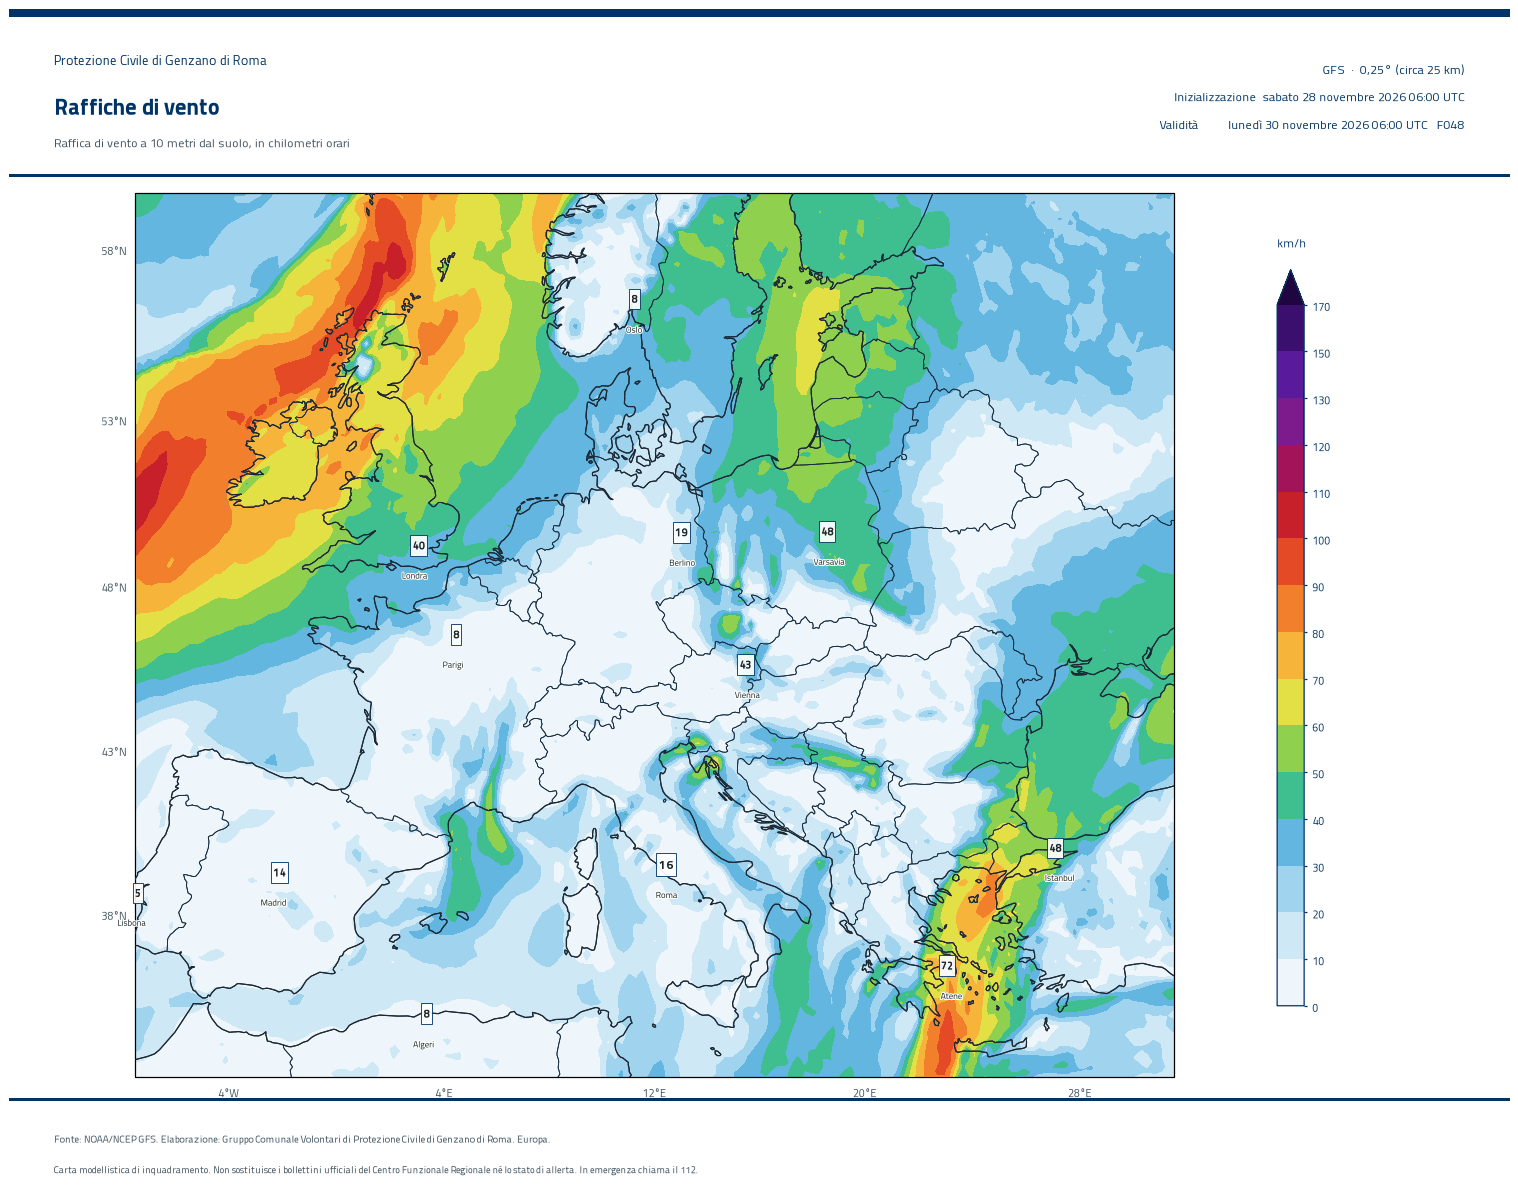 Protezione Civile di Genzano di Roma
Raffiche di vento
Raffica di vento a 10 metri dal suolo, in chilometri orari
GFS · 0,25° (circa 25 km)
Inizializzazione sabato 28 novembre 2026 06:00 UTC
Validità lunedì 30 novembre 2026 06:00 UTC F048
58°N
53°N
48°N
43°N
38°N
4°W
4°E
12°E
20°E
28°E
8
Oslo
40
Londra
19
Berlino
48
Varsavia
8
Parigi
43
Vienna
14
Madrid
5
Lisbona
16
Roma
48
Istanbul
72
Atene
8
Algeri
km/h
170
150
130
120
110
100
90
80
70
60
50
40
30
20
10
0
Fonte: NOAA/NCEP GFS. Elaborazione: Gruppo Comunale Volontari di Protezione Civile di Genzano di Roma. Europa.
Carta modellistica di inquadramento. Non sostituisce i bollettini ufficiali del Centro Funzionale Regionale né lo stato di allerta. In emergenza chiama il 112.